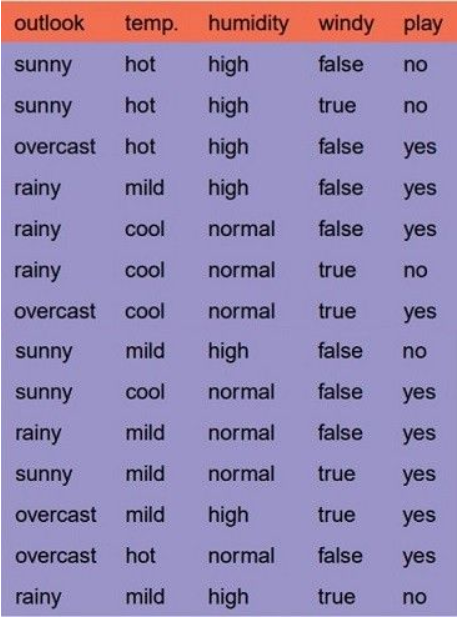 outlook temp. humidity windy play
sunny hot high false no
sunny hot high true no
overcast hot high false yes
rainy mild high false yes
rainy cool normal false yes
rainy cool normal true no
overcast cool normal true yes
sunny mild high false no
sunny cool normal false yes
rainy mild normal false yes
sunny mild normal true yes
overcast mild high true yes
overcast hot normal false yes
rainy mild high true no